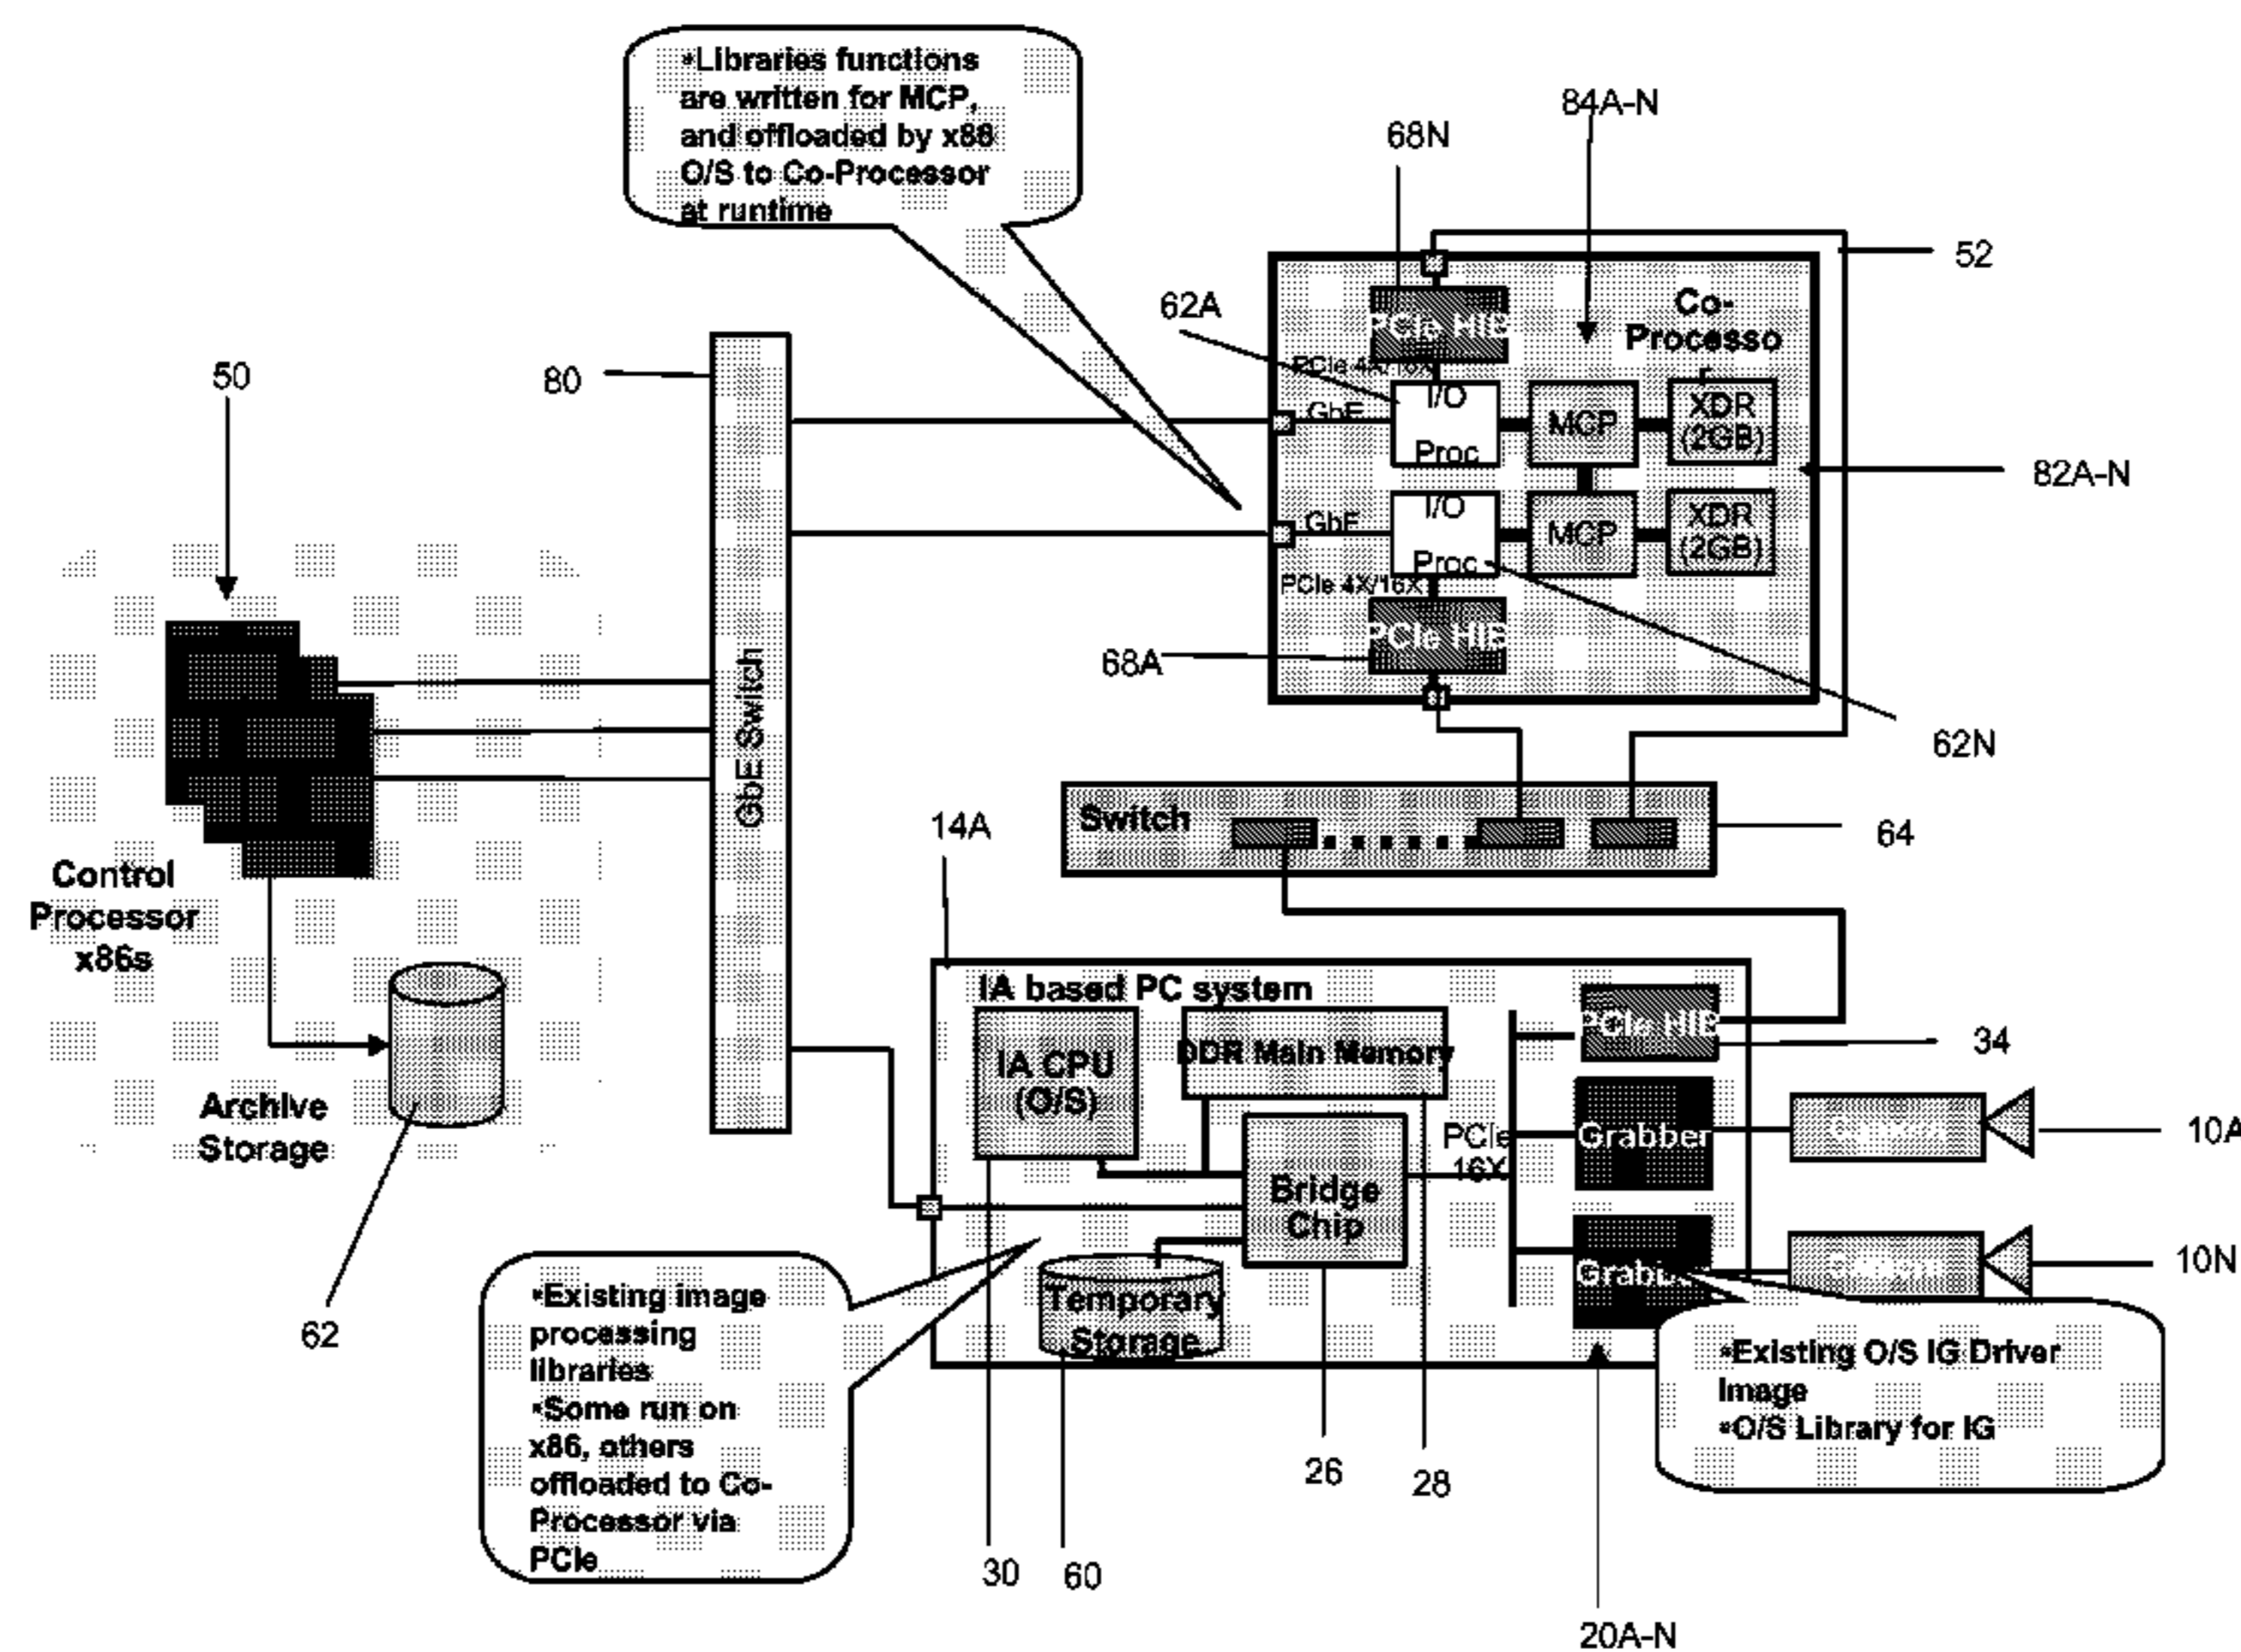 •Libraries functions
are written for MCP,
and offloaded by x86
O/S to Co-Processor
at runtime
84A-N
68N
52
62A
PCIe HIB
Co-
Processo
r
PCIe 4X/16X
50
80
GbE
I/O
Proc
MCP
XDR
(2GB)
82A-N
GbE
I/O
Proc
MCP
XDR
(2GB)
PCIe 4X/16X
PCIe HIB
68A
62N
GbE Switch
Switch
64
14A
Control
Processor
x86s
IA based PC system
IA CPU
(O/S)
DDR Main Memory
PCIe HIB
34
Archive
Storage
Bridge
Chip
PCIe
16X
Grabber
10A
Grabber
10N
Temporary
Storage
62
•Existing image
processing
libraries
•Some run on
x86, others
offloaded to Co-
Processor via
PCIe
•Existing O/S IG Driver
Image
•O/S Library for IG
26
28
30
60
20A-N